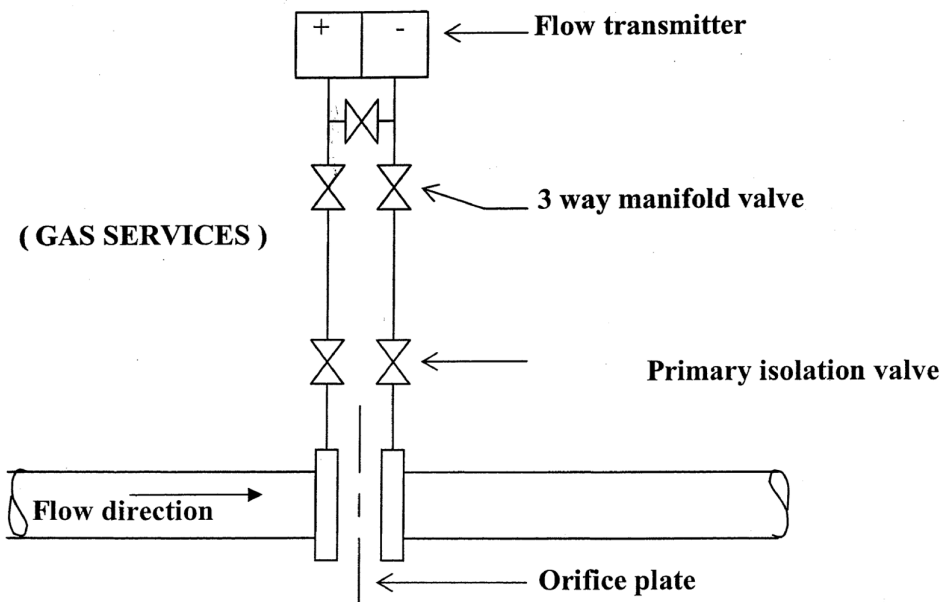 + -
Flow transmitter
3 way manifold valve
( GAS SERVICES )
Primary isolation valve
Flow direction
Orifice plate